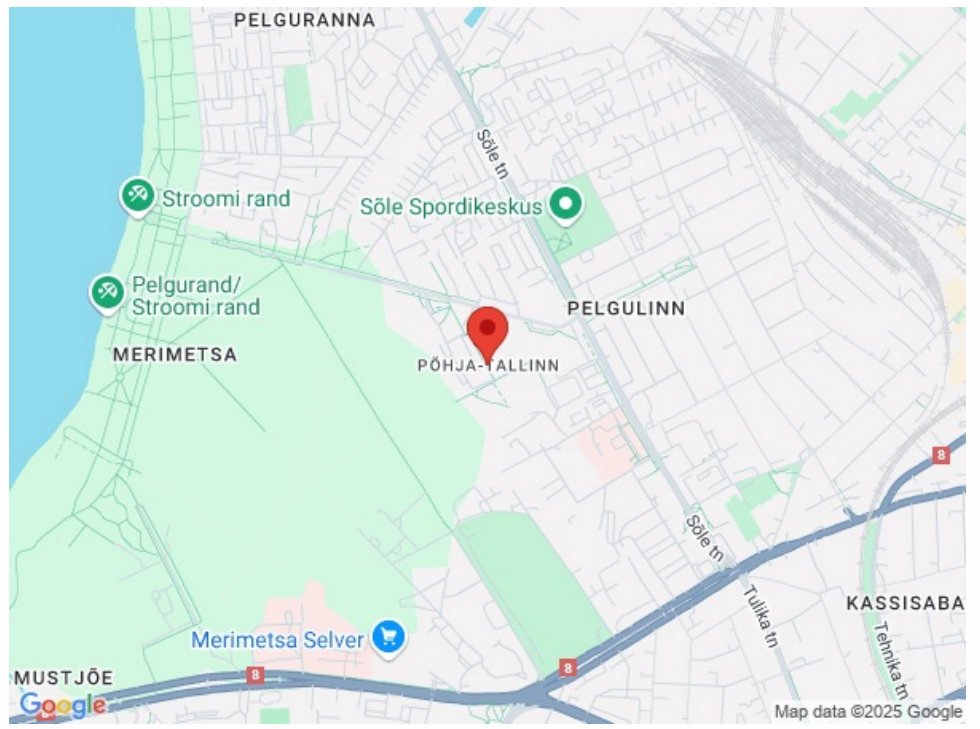 PELGURANNA
Sõle tn
Stroomi rand
Sõle Spordikeskus
Pelgurand/
Stroomi rand
PELGULINN
MERIMETSA
PÕHJA-TALLINN
8
Sõle tn
Tulika tn
KASSISABA
Tehnika tn
Merimetsa Selver
8
8
MUSTJÕE
8
Google
Map data ©2025 Google